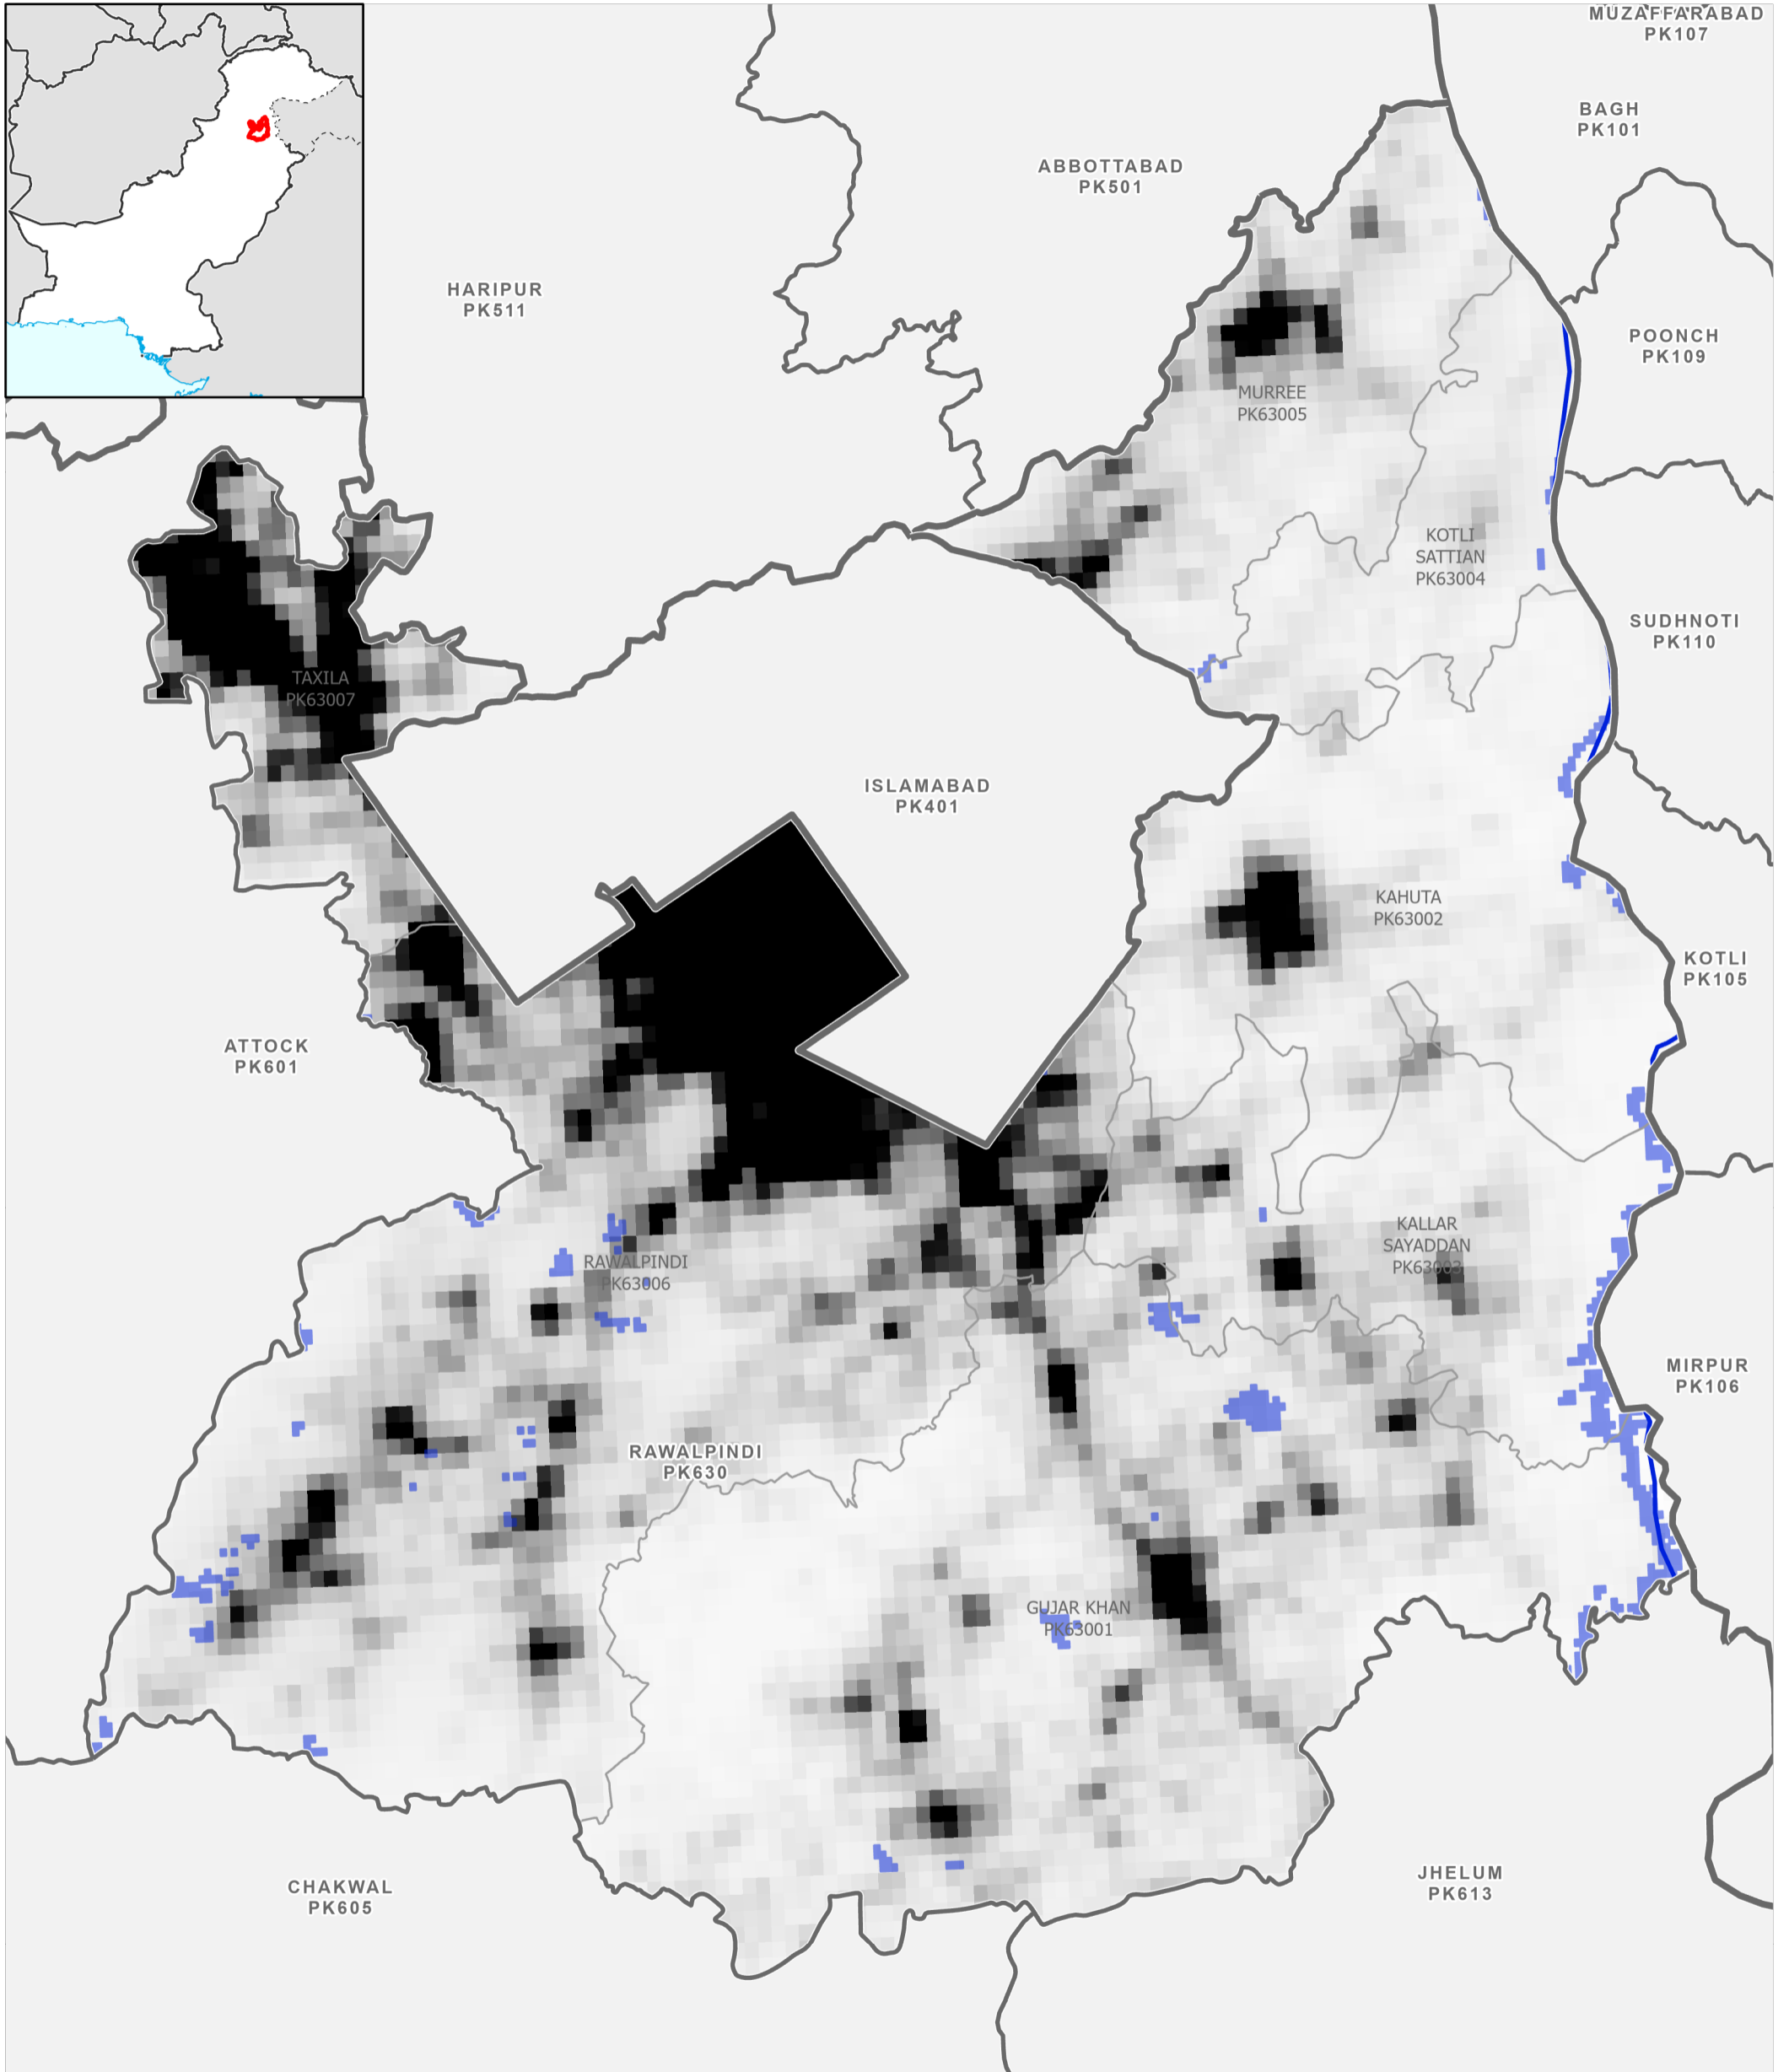 MUZAFFARABAD
PK107
BAGH
PK101
ABBOTTABAD
PK501
HARIPUR
PK511
POONCH
PK109
MURREE
PK63005
KOTLI
SATTIAN
PK63004
SUDHNOTI
PK110
TAXILA
PK63007
ISLAMABAD
PK401
KAHUTA
PK63002
KOTLI
PK105
ATTOCK
PK601
KALLAR
SAYADDAN
PK63003
RAWALPINDI
PK63006
MIRPUR
PK106
RAWALPINDI
PK630
GUJAR KHAN
PK63001
CHAKWAL
PK605
JHELUM
PK613